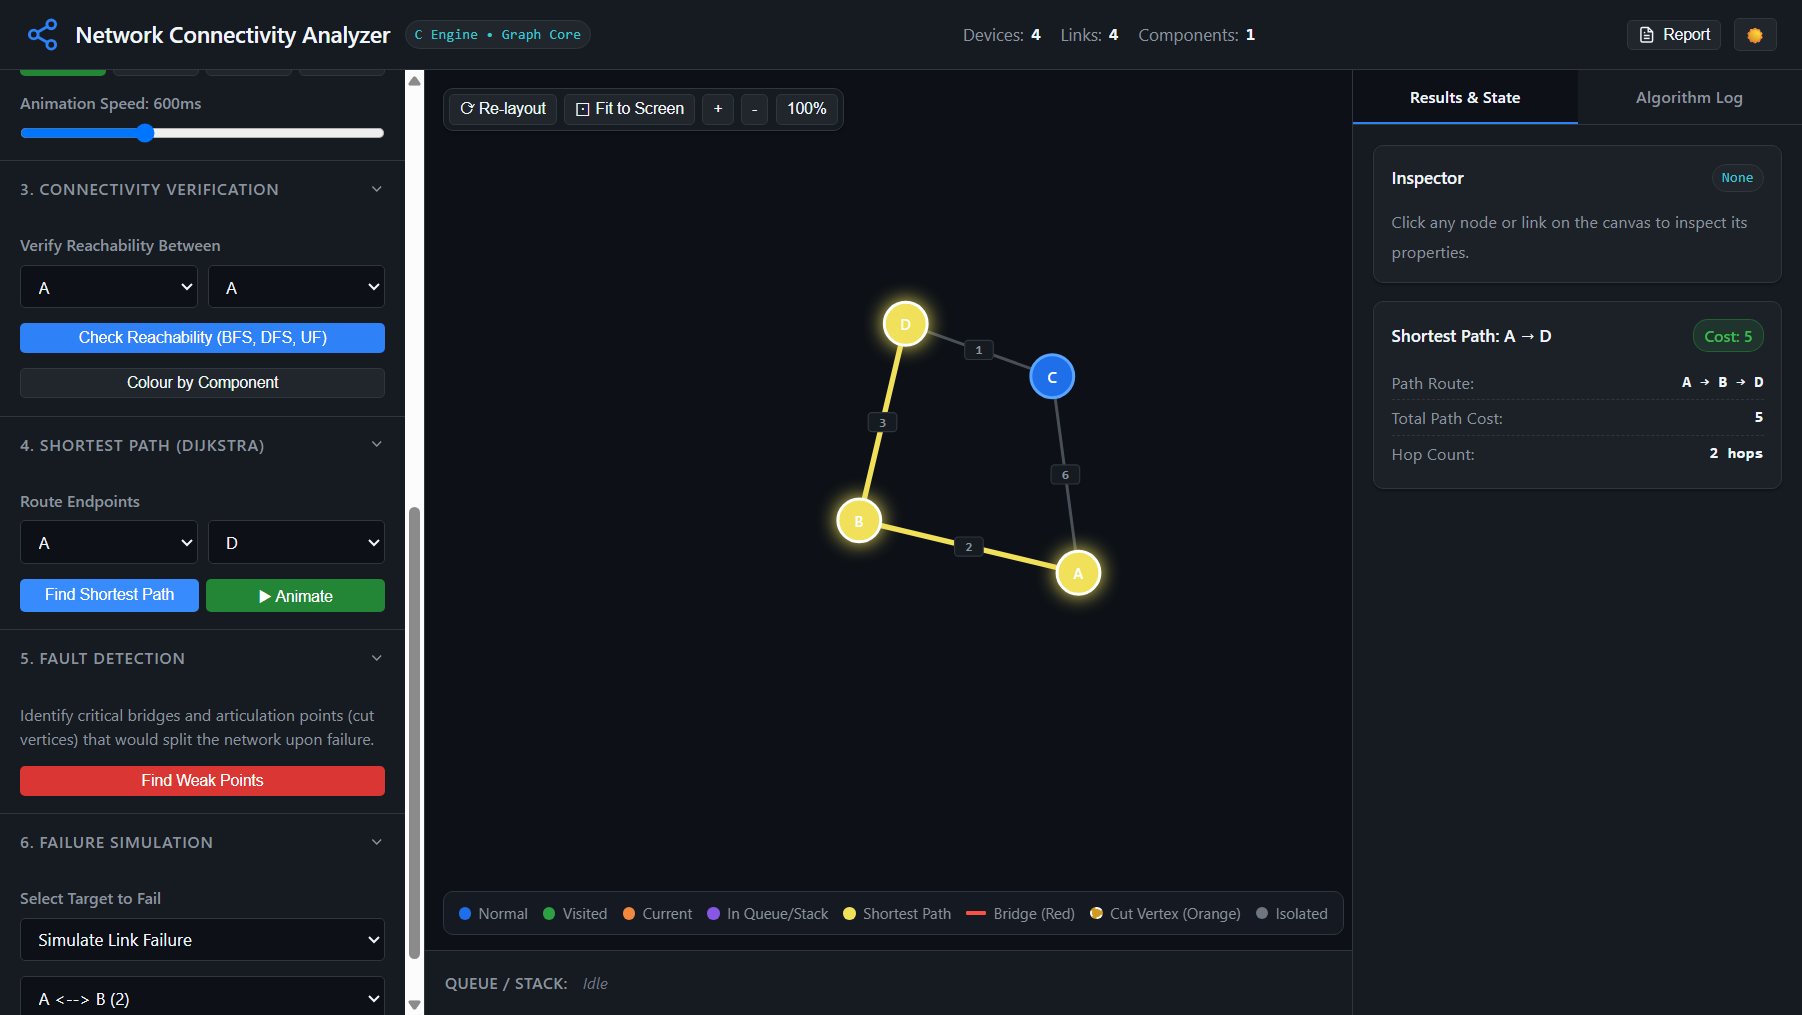 Network Connectivity Analyzer
C Engine • Graph Core
Devices: 4 Links: 4 Components: 1
Report
Animation Speed: 600ms
3. CONNECTIVITY VERIFICATION
Verify Reachability Between
A
A
Check Reachability (BFS, DFS, UF)
Colour by Component
4. SHORTEST PATH (DIJKSTRA)
Route Endpoints
A
D
Find Shortest Path
▶ Animate
5. FAULT DETECTION
Identify critical bridges and articulation points (cut
vertices) that would split the network upon failure.
Find Weak Points
6. FAILURE SIMULATION
Select Target to Fail
Simulate Link Failure
A <--> B (2)
⟳ Re-layout
⊡ Fit to Screen
+
-
100%
D
1
C
3
6
B
2
A
Normal
Visited
Current
In Queue/Stack
Shortest Path
Bridge (Red)
Cut Vertex (Orange)
Isolated
QUEUE / STACK: Idle
Results & State
Algorithm Log
Inspector
None
Click any node or link on the canvas to inspect its
properties.
Shortest Path: A → D
Cost: 5
Path Route: A → B → D
Total Path Cost: 5
Hop Count: 2 hops